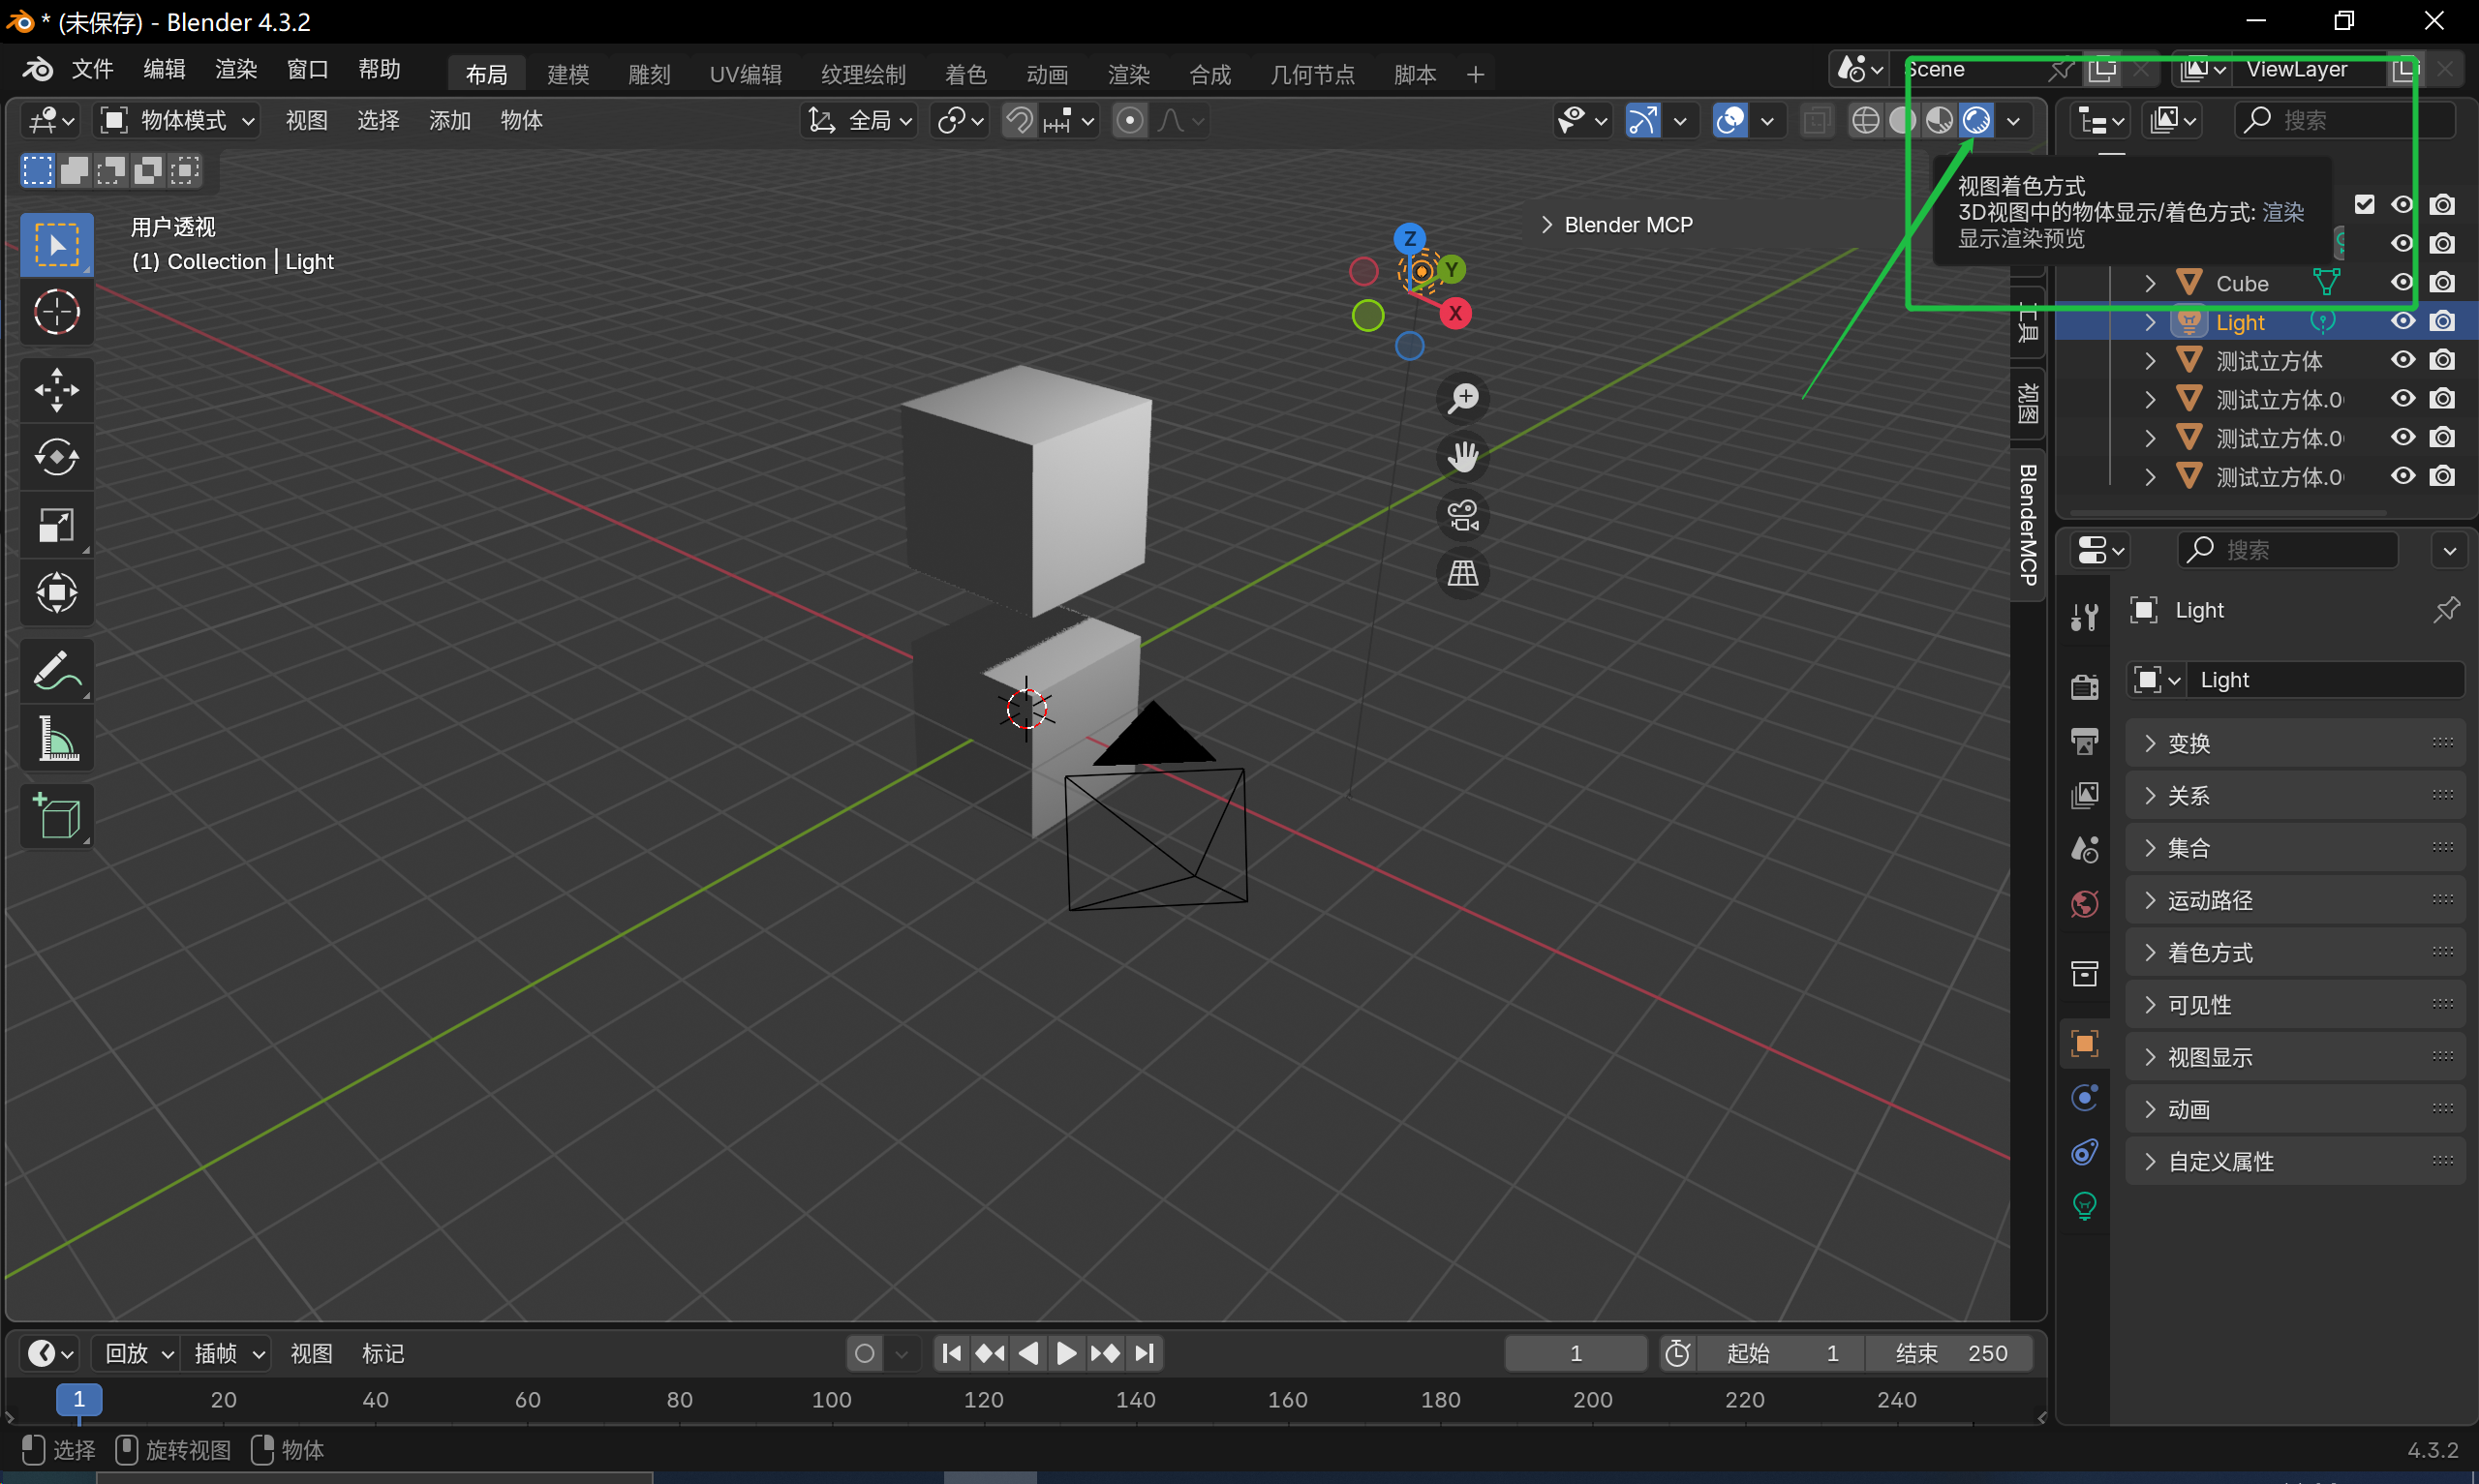 * (未保存) - Blender 4.3.2
文件 编辑 渲染 窗口 帮助 布局 建模 雕刻 UV编辑 纹理绘制 着色 动画 渲染 合成 几何节点 脚本 + Scene ViewLayer
物体模式 视图 选择 添加 物体 全局 搜索
用户透视
(1) Collection | Light
Z
Y
X
Blender MCP
视图着色方式
3D视图中的物体显示/着色方式: 渲染
显示渲染预览
工具
视图
BlenderMCP
Cube
Light
测试立方体
测试立方体.0
测试立方体.0
测试立方体.0
搜索
Light
Light
变换
关系
集合
运动路径
着色方式
可见性
视图显示
动画
自定义属性
回放 插帧 视图 标记 1 起始 1 结束 250
1 20 40 60 80 100 120 140 160 180 200 220 240
选择 旋转视图 物体 4.3.2